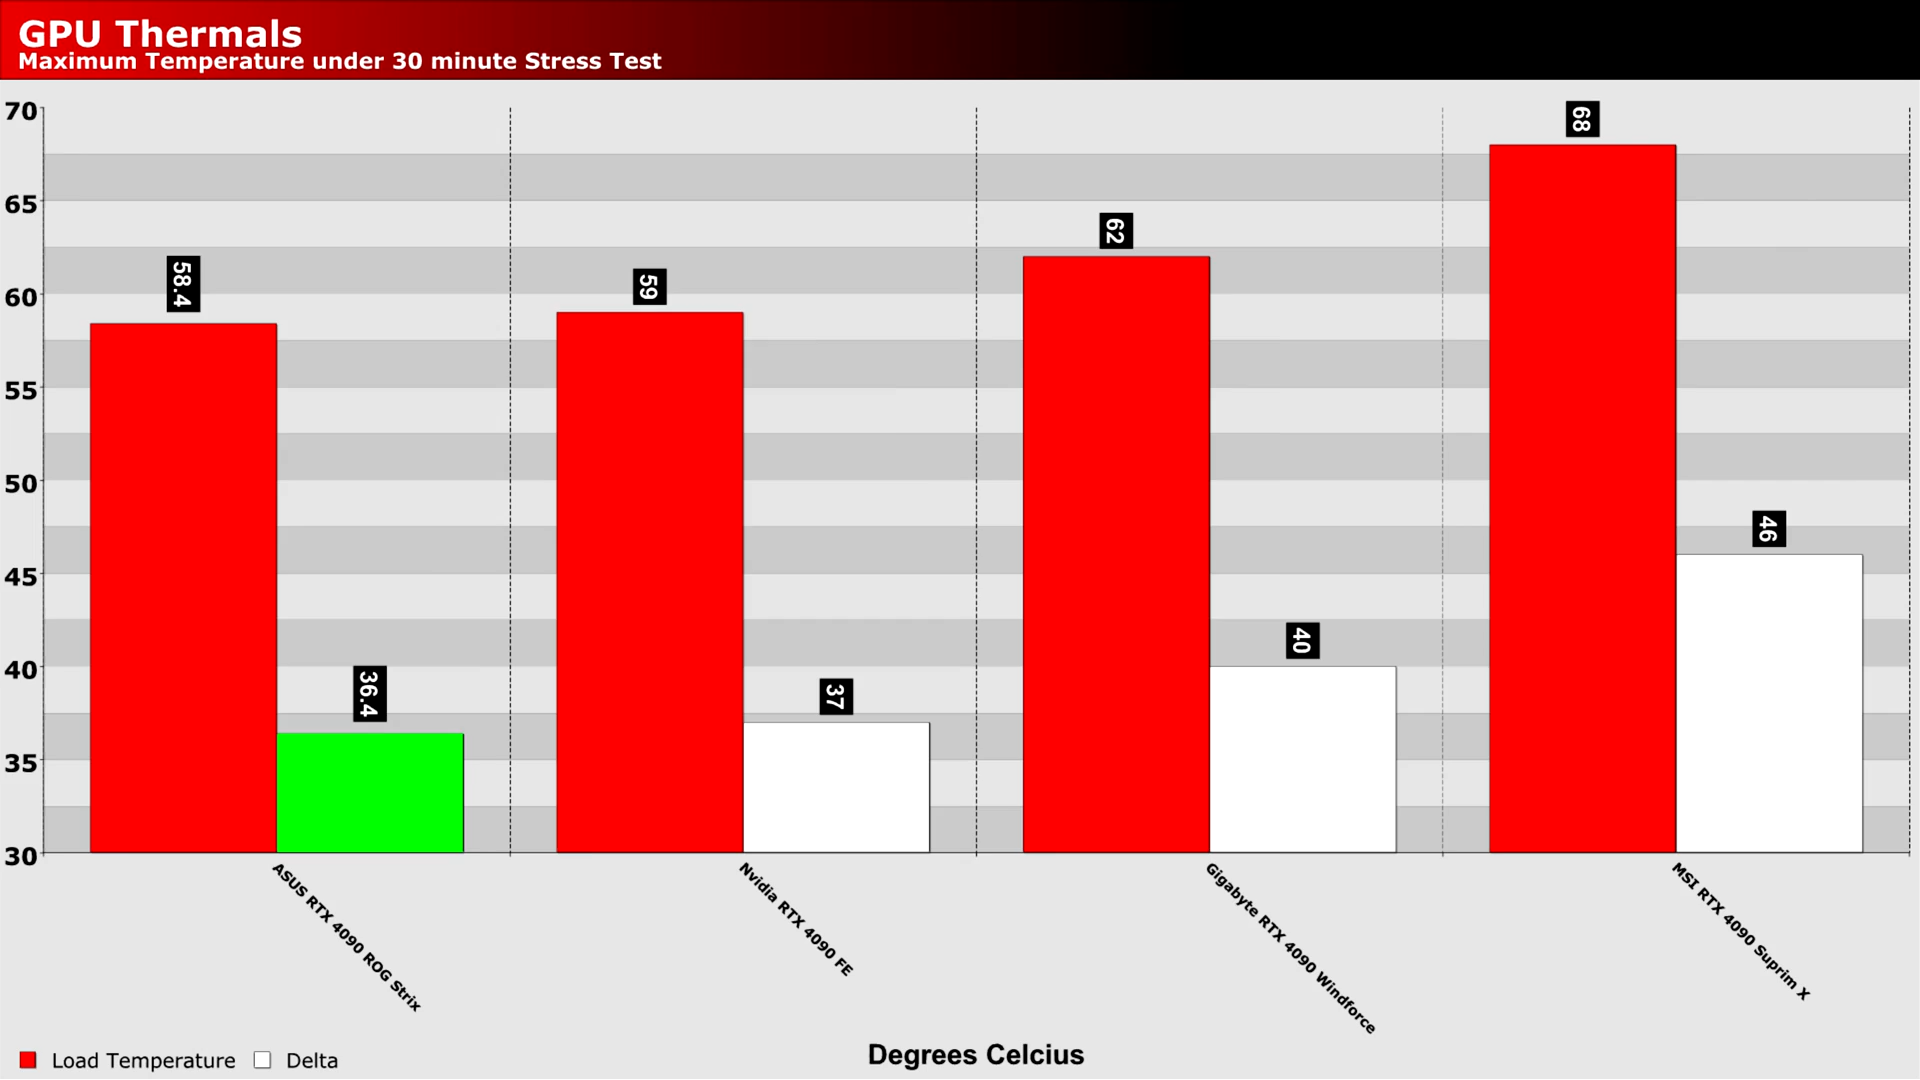 GPU Thermals
Maximum Temperature under 30 minute Stress Test
70
65
60
55
50
45
40
35
30
58.4
36.4
59
37
62
40
68
46
ASUS RTX 4090 ROG Strix
Nvidia RTX 4090 FE
Gigabyte RTX 4090 Windforce
MSI RTX 4090 Suprim X
Degrees Celcius
Load Temperature
Delta